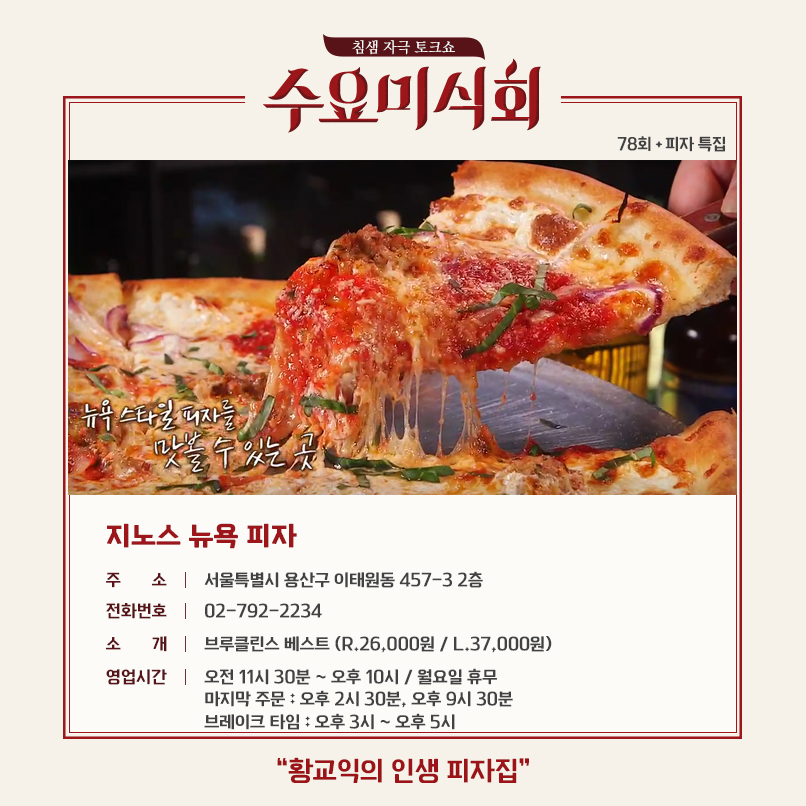 침샘 자극 토크쇼
수요미식회
78회 + 피자 특집
뉴욕 스타일 피자를
맛볼 수 있는 곳
지노스 뉴욕 피자
주 소 | 서울특별시 용산구 이태원동 457-3 2층
전화번호 | 02-792-2234
소 개 | 브루클린스 베스트 (R.26,000원 / L.37,000원)
영업시간 | 오전 11시 30분 ~ 오후 10시 / 월요일 휴무
마지막 주문 : 오후 2시 30분, 오후 9시 30분
브레이크 타임 : 오후 3시 ~ 오후 5시
“황교익의 인생 피자집”